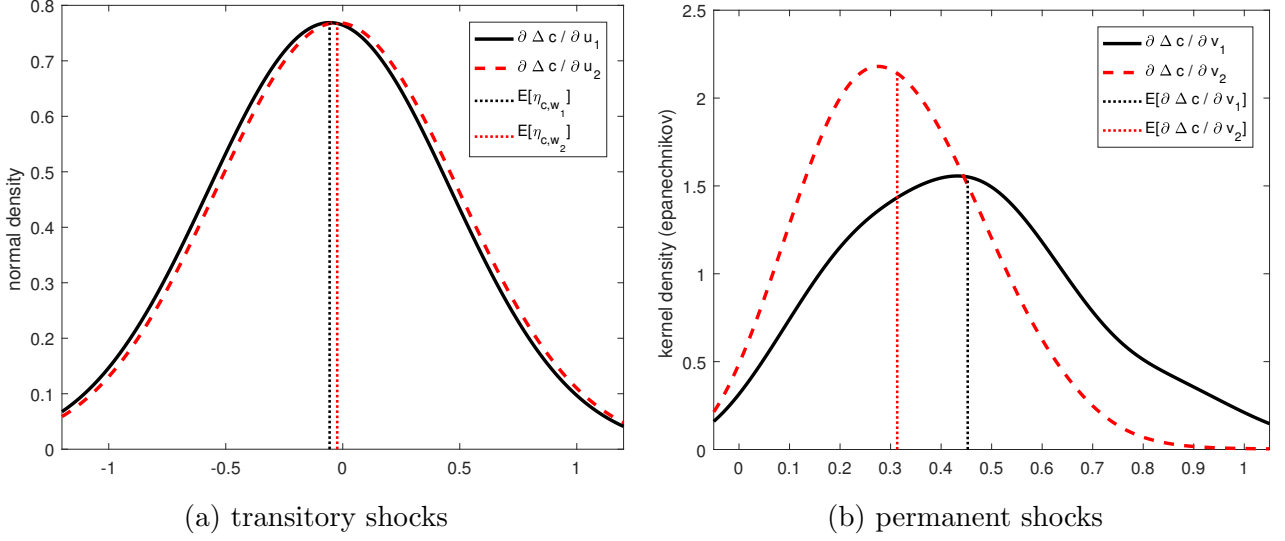 0.8
0.7
0.6
0.5
0.4
0.3
0.2
0.1
0
normal density
-1
-0.5
0
0.5
1
∂ Δ c / ∂ u₁
∂ Δ c / ∂ u₂
E[η_{c,w₁}]
E[η_{c,w₂}]
(a) transitory shocks
2.5
2
1.5
1
0.5
0
kernel density (epanechnikov)
0
0.1
0.2
0.3
0.4
0.5
0.6
0.7
0.8
0.9
1
∂ Δ c / ∂ v₁
∂ Δ c / ∂ v₂
E[∂ Δ c / ∂ v₁]
E[∂ Δ c / ∂ v₂]
(b) permanent shocks